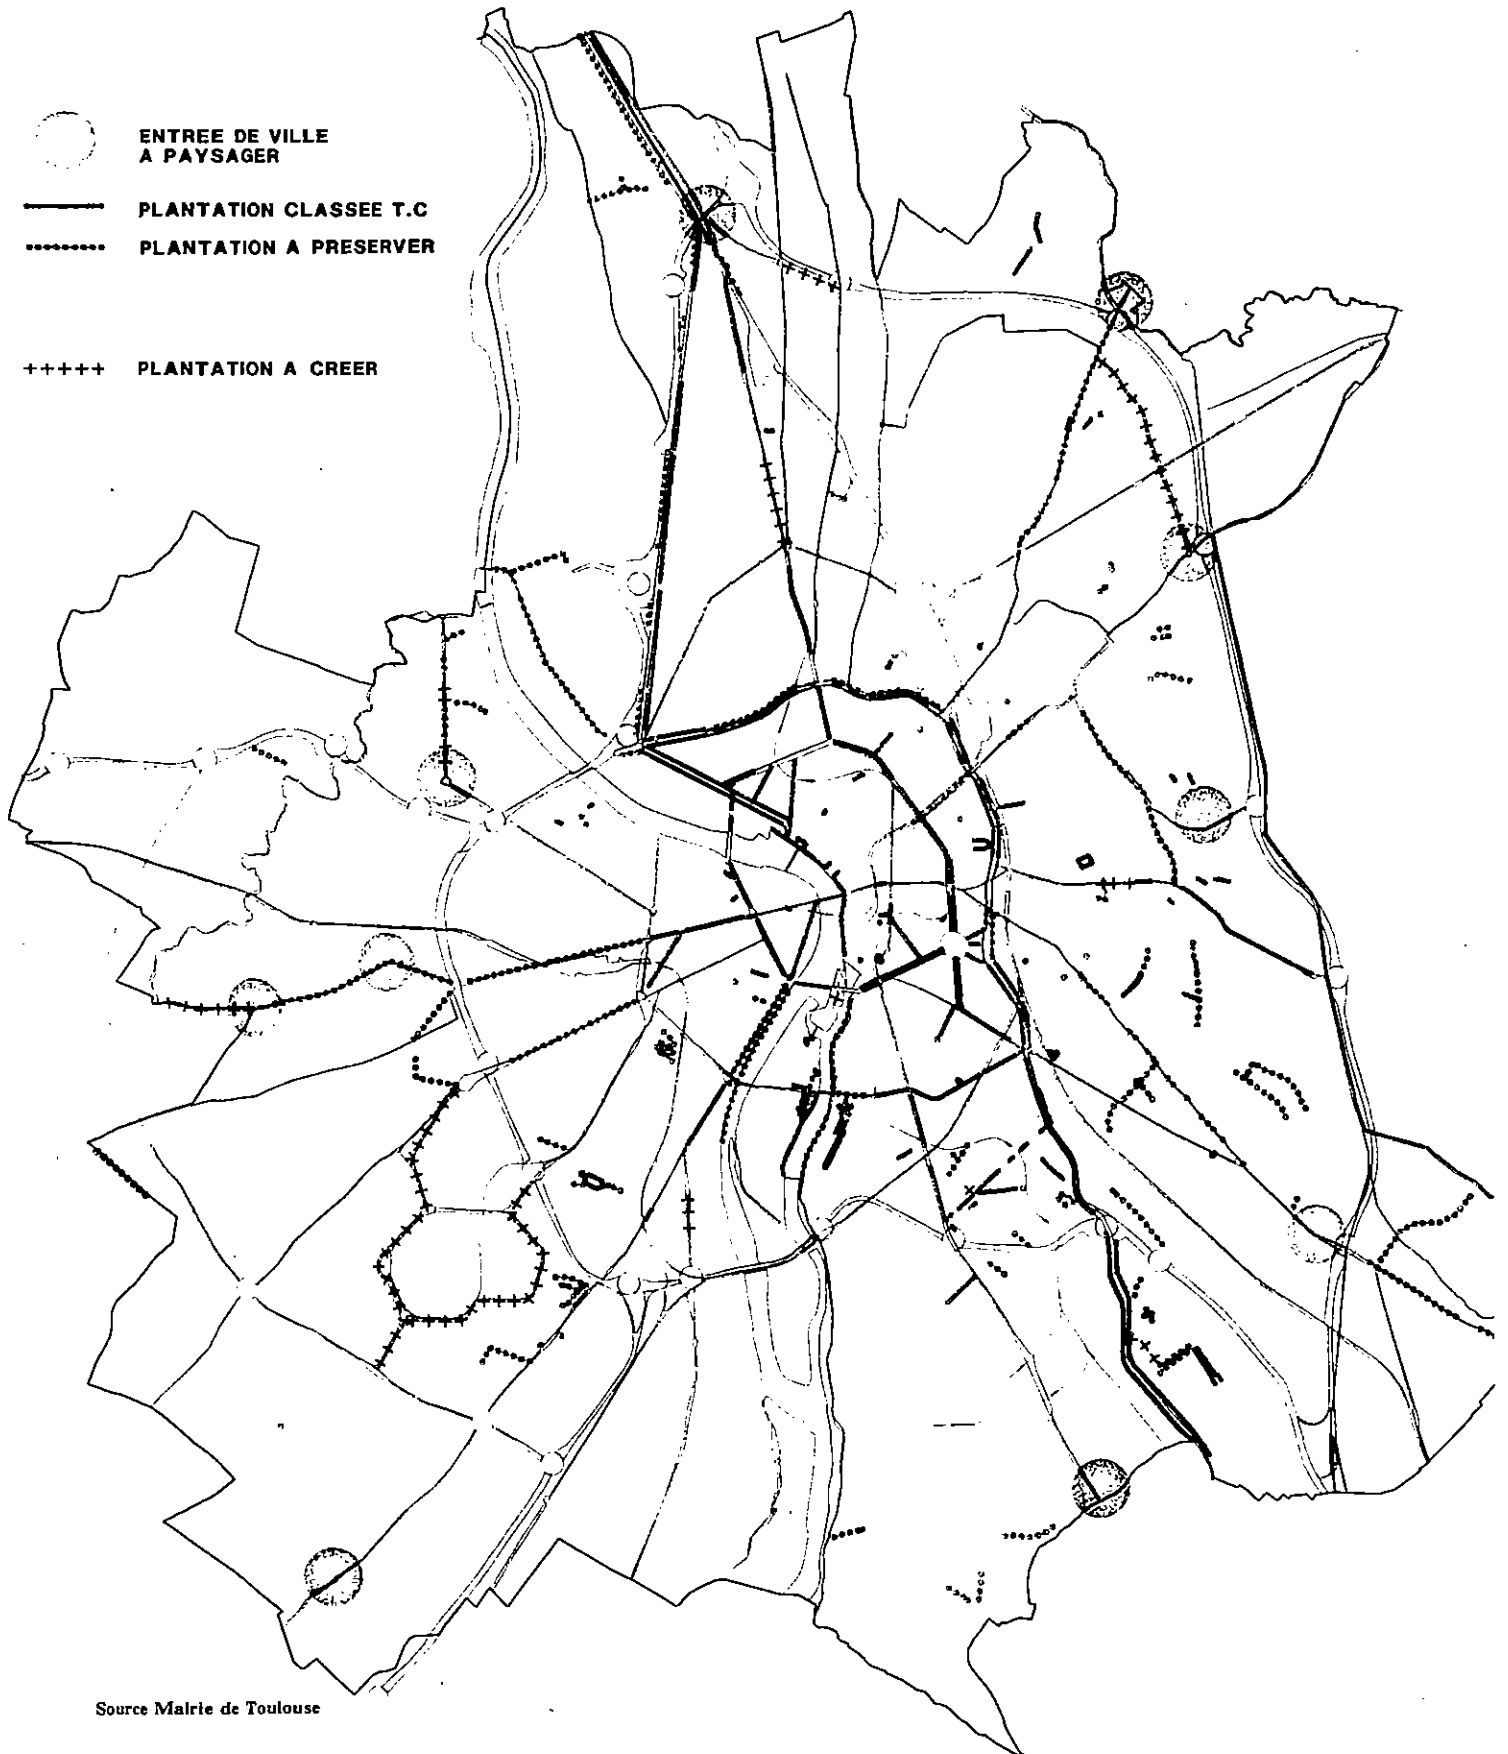 ENTREE DE VILLE
A PAYSAGER
PLANTATION CLASSEE T.C
PLANTATION A PRESERVER
+++++ PLANTATION A CREER
Source Mairie de Toulouse